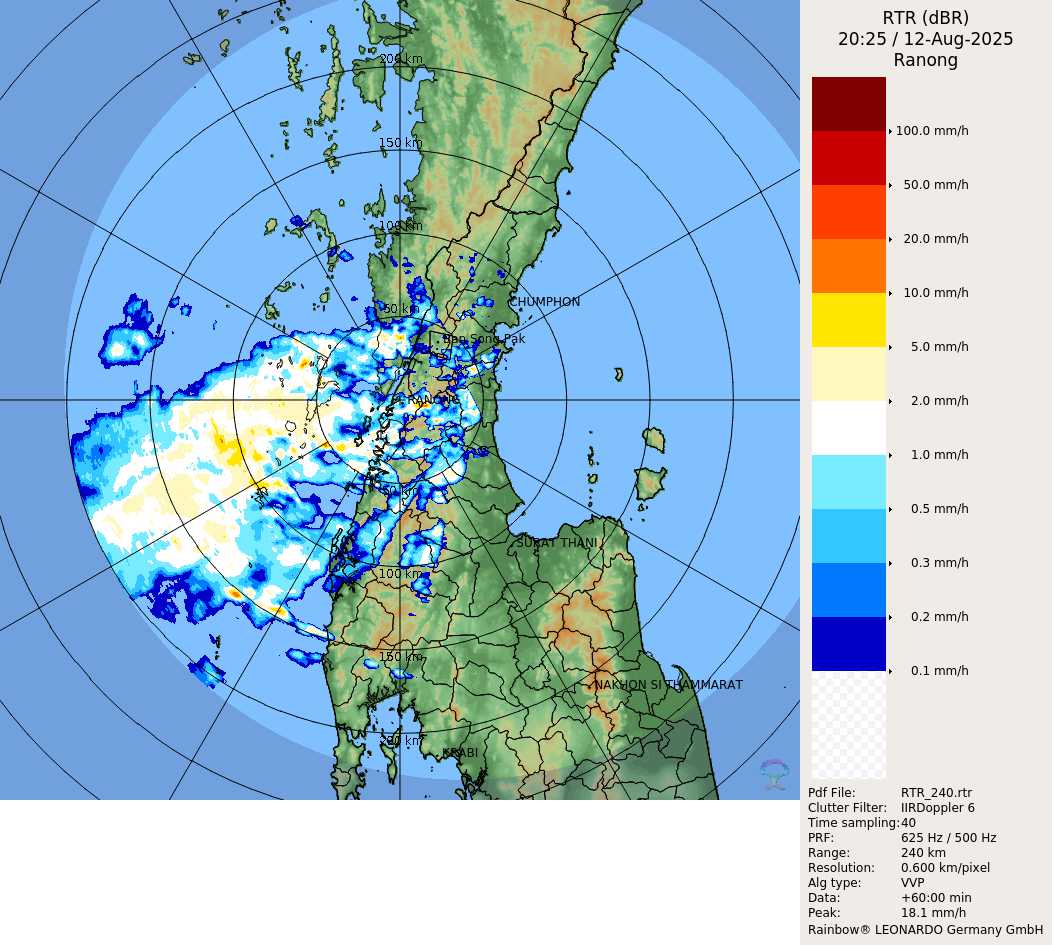 200 km
150 km
100 km
50 km
CHUMPHON
Ban Song Pak
RANONG
50 km
SURAT THANI
100 km
150 km
NAKHON SI THAMMARAT
200 km
KRABI
RTR (dBR)
20:25 / 12-Aug-2025
Ranong
100.0 mm/h
50.0 mm/h
20.0 mm/h
10.0 mm/h
5.0 mm/h
2.0 mm/h
1.0 mm/h
0.5 mm/h
0.3 mm/h
0.2 mm/h
0.1 mm/h
Pdf File: RTR_240.rtr
Clutter Filter: IIRDoppler 6
Time sampling:40
PRF: 625 Hz / 500 Hz
Range: 240 km
Resolution: 0.600 km/pixel
Alg type: VVP
Data: +60:00 min
Peak: 18.1 mm/h
Rainbow® LEONARDO Germany GmbH